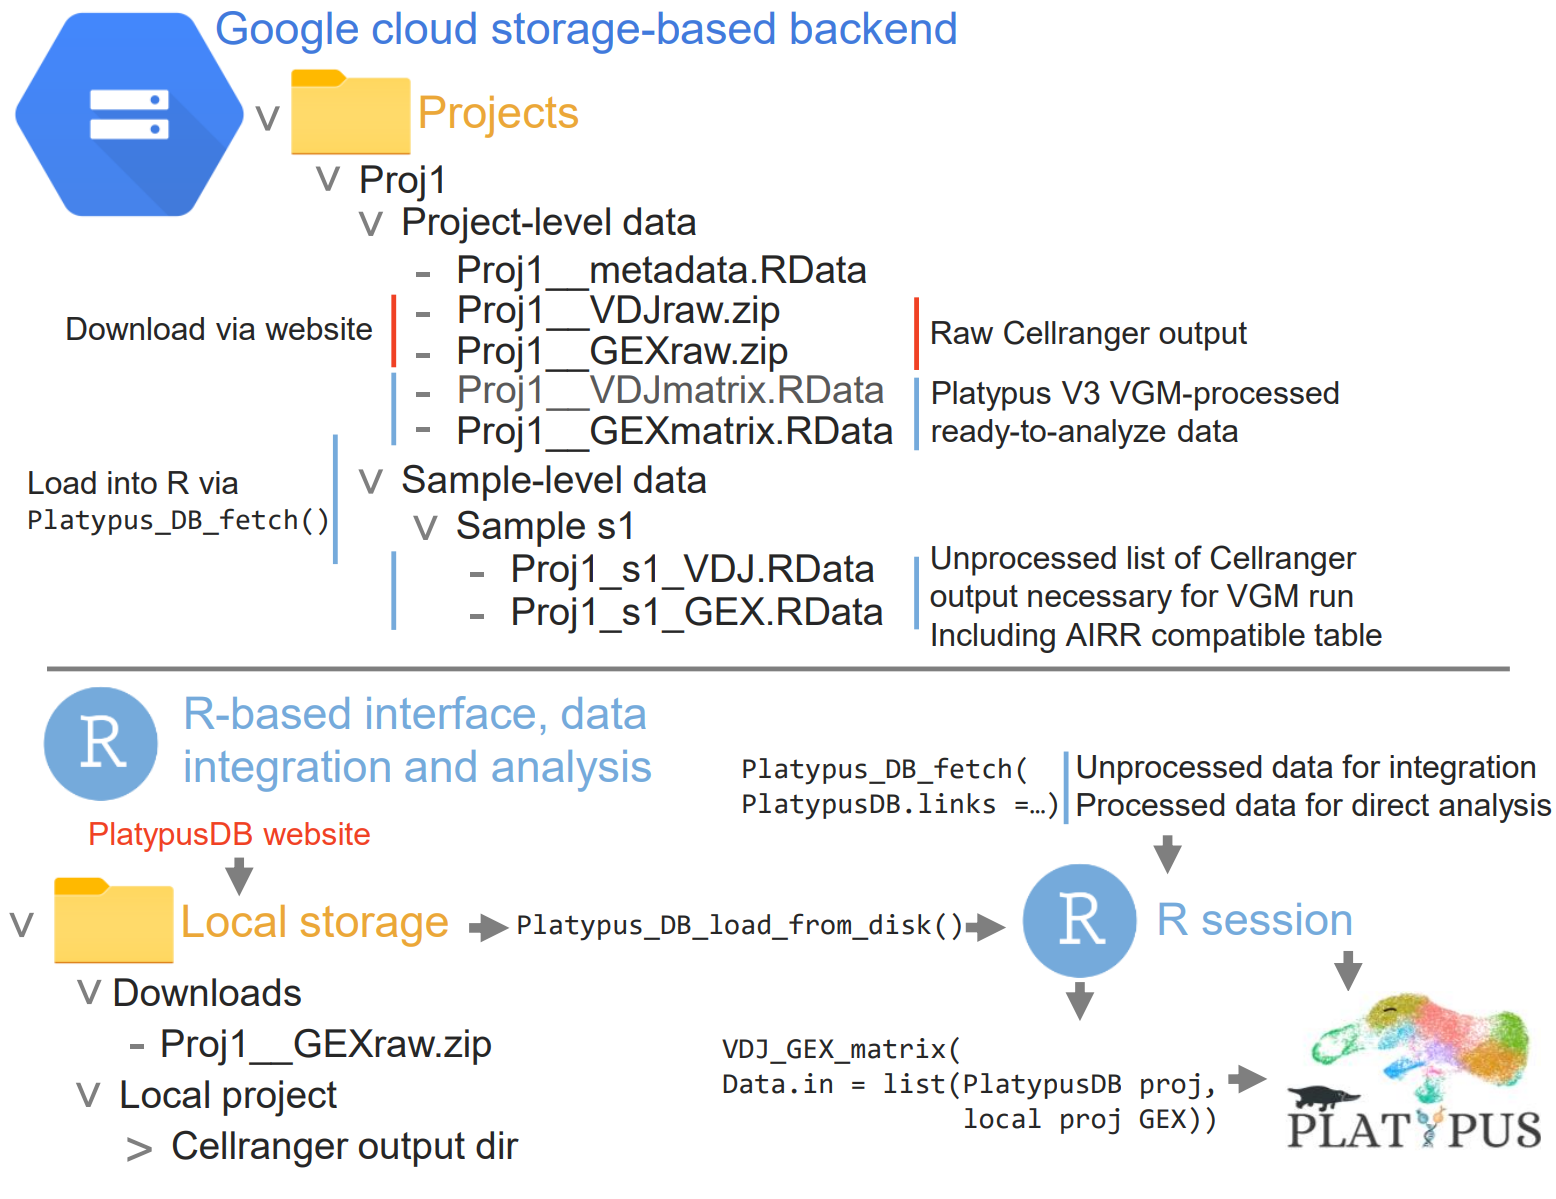 Google cloud storage-based backend
Projects
Proj1
Project-level data
- Proj1__metadata.RData
- Proj1__VDJraw.zip
- Proj1__GEXraw.zip
- Proj1__VDJmatrix.RData
- Proj1__GEXmatrix.RData
Download via website
Raw Cellranger output
Platypus V3 VGM-processed
ready-to-analyze data
Load into R via
Platypus_DB_fetch()
Sample-level data
Sample s1
- Proj1_s1_VDJ.RData
- Proj1_s1_GEX.RData
Unprocessed list of Cellranger
output necessary for VGM run
Including AIRR compatible table
R
R-based interface, data
integration and analysis
Platypus_DB_fetch(
PlatypusDB.links =…)
Unprocessed data for integration
Processed data for direct analysis
PlatypusDB website
Local storage
Platypus_DB_load_from_disk()
R
R session
Downloads
- Proj1__GEXraw.zip
Local project
> Cellranger output dir
VDJ_GEX_matrix(
Data.in = list(PlatypusDB proj,
local proj GEX))
PLATYPUS